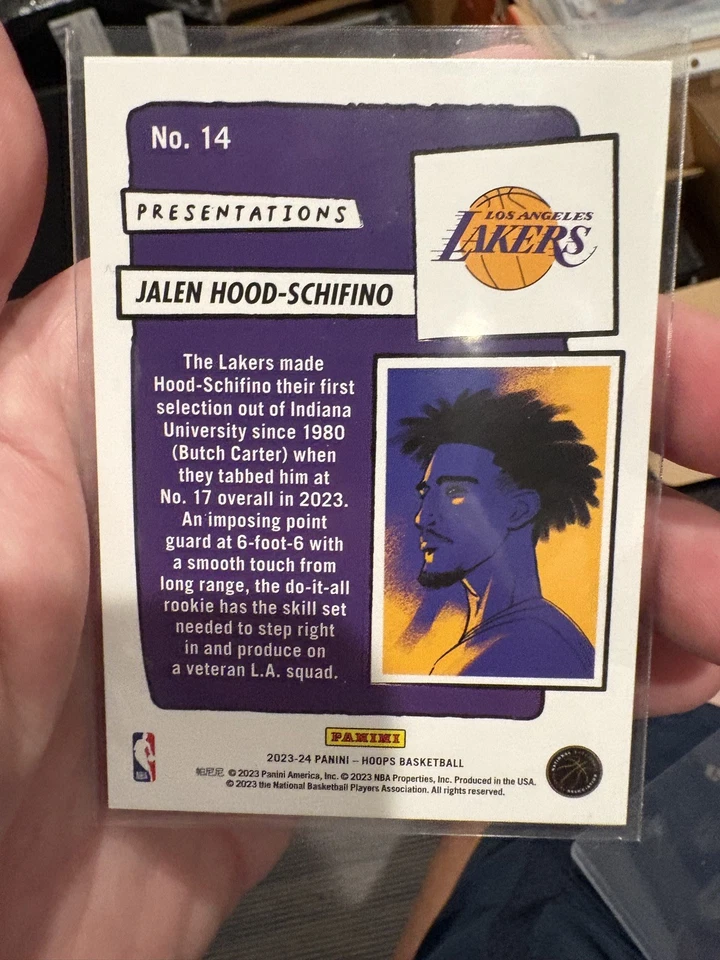 No. 14
PRESENTATIONS
LOS ANGELES
LAKERS
JALEN HOOD-SCHIFINO
The Lakers made
Hood-Schifino their first
selection out of Indiana
University since 1980
(Butch Carter) when
they tabbed him at
No. 17 overall in 2023.
An imposing point
guard at 6-foot-6 with
a smooth touch from
long range, the do-it-all
rookie has the skill set
needed to step right
in and produce on
a veteran L.A. squad.
PANINI
2023-24 PANINI – HOOPS BASKETBALL
帕尼尼 © 2023 Panini America, Inc. © 2023 NBA Properties, Inc. Produced in the USA.
© 2023 the National Basketball Players Association. All rights reserved.
NBA